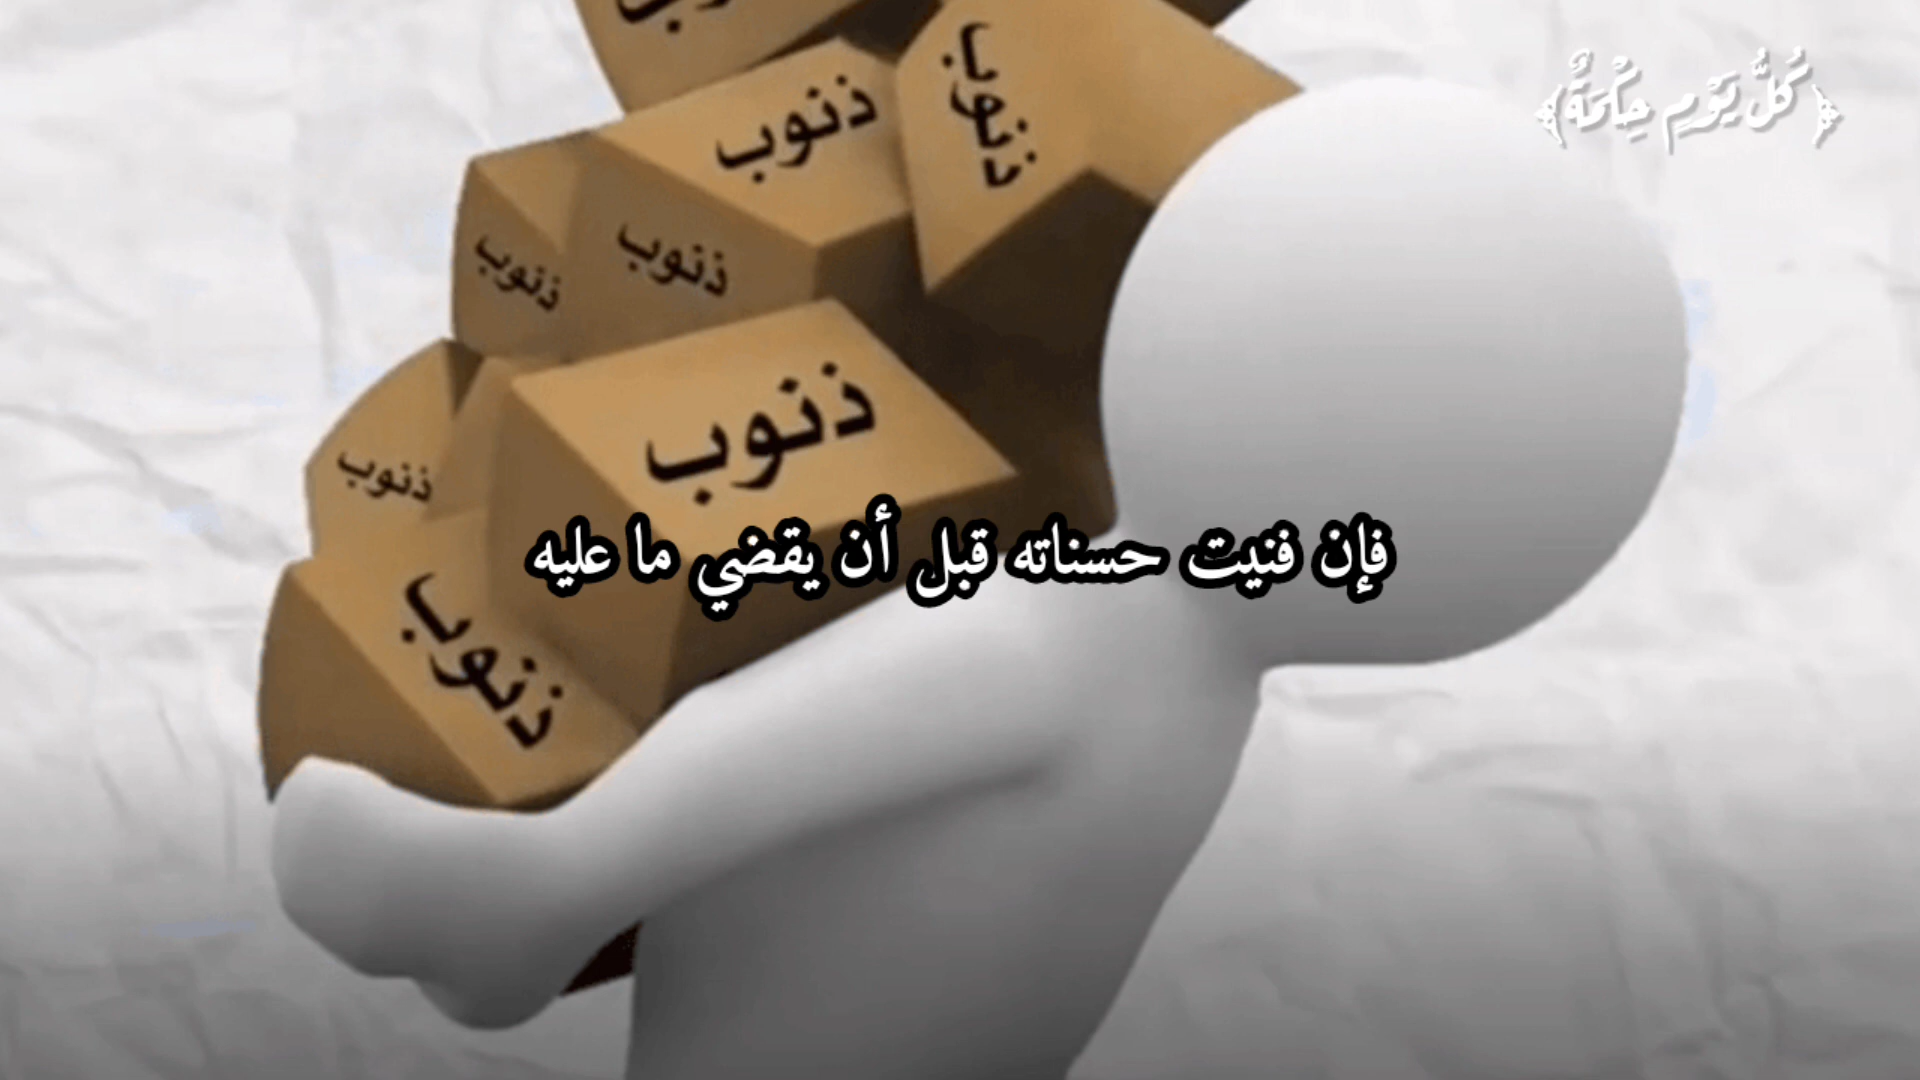 ﴿كُلُّ يَوْمٍ حِكْمَةٌ﴾
ذنوب
ذنوب
ذنوب
ذنوب
ذنوب
ذنوب
ذنوب
فإن فنيت حسناته قبل أن يقضي ما عليه
ذنوب